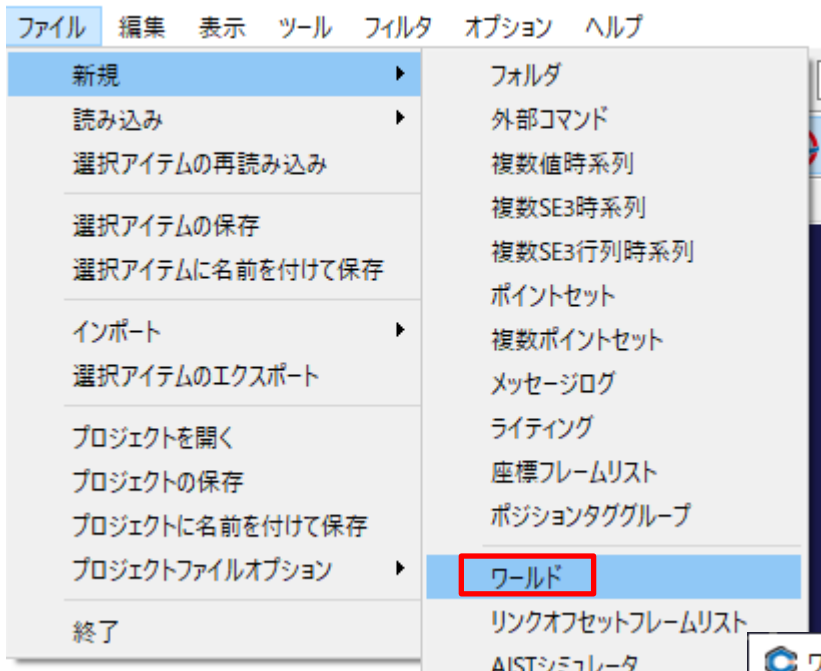 ファイル 編集 表示 ツール フィルタ オプション ヘルプ
新規
読み込み
選択アイテムの再読み込み
選択アイテムの保存
選択アイテムに名前を付けて保存
インポート
選択アイテムのエクスポート
プロジェクトを開く
プロジェクトの保存
プロジェクトに名前を付けて保存
プロジェクトファイルオプション
終了
フォルダ
外部コマンド
複数値時系列
複数SE3時系列
複数SE3行列時系列
ポイントセット
複数ポイントセット
メッセージログ
ライティング
座標フレームリスト
ポジションタググループ
ワールド
リンクオフセットフレームリスト
AISTシミュレータ